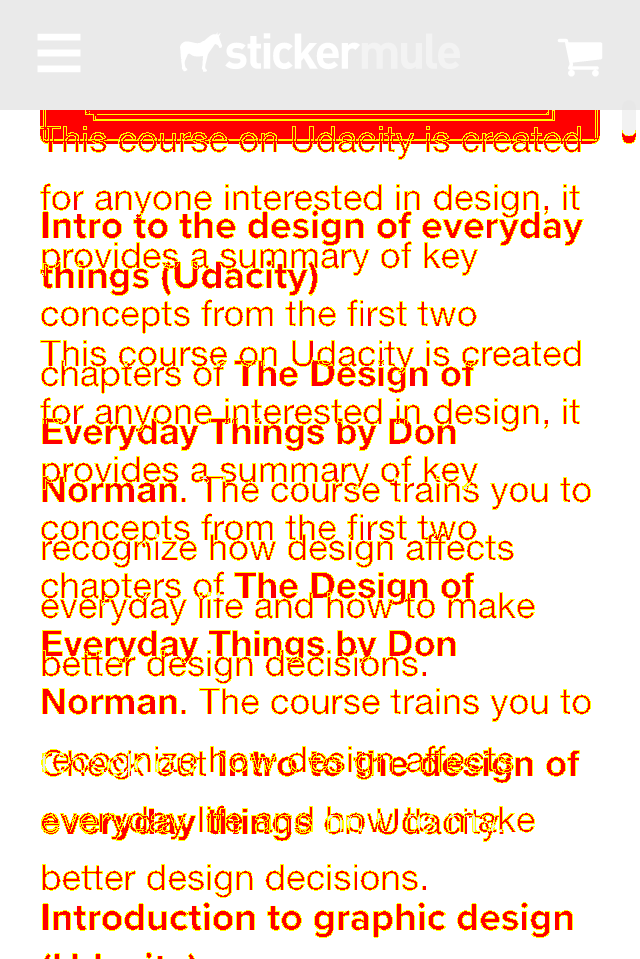 stickermule
This course on Udacity is created
for anyone interested in design, it
Intro to the design of everyday
provides a summary of key
things (Udacity)
concepts from the first two
This course on Udacity is created
chapters of The Design of
for anyone interested in design, it
Everyday Things by Don
provides a summary of key
Norman. The course trains you to
concepts from the first two
recognize how design affects
chapters of The Design of
everyday life and how to make
Everyday Things by Don
better design decisions.
Norman. The course trains you to
recognize how design affects
Check out Intro to the design of
everyday life and how to make
everyday things on Udacity.
better design decisions.
Introduction to graphic design
(Udacity)